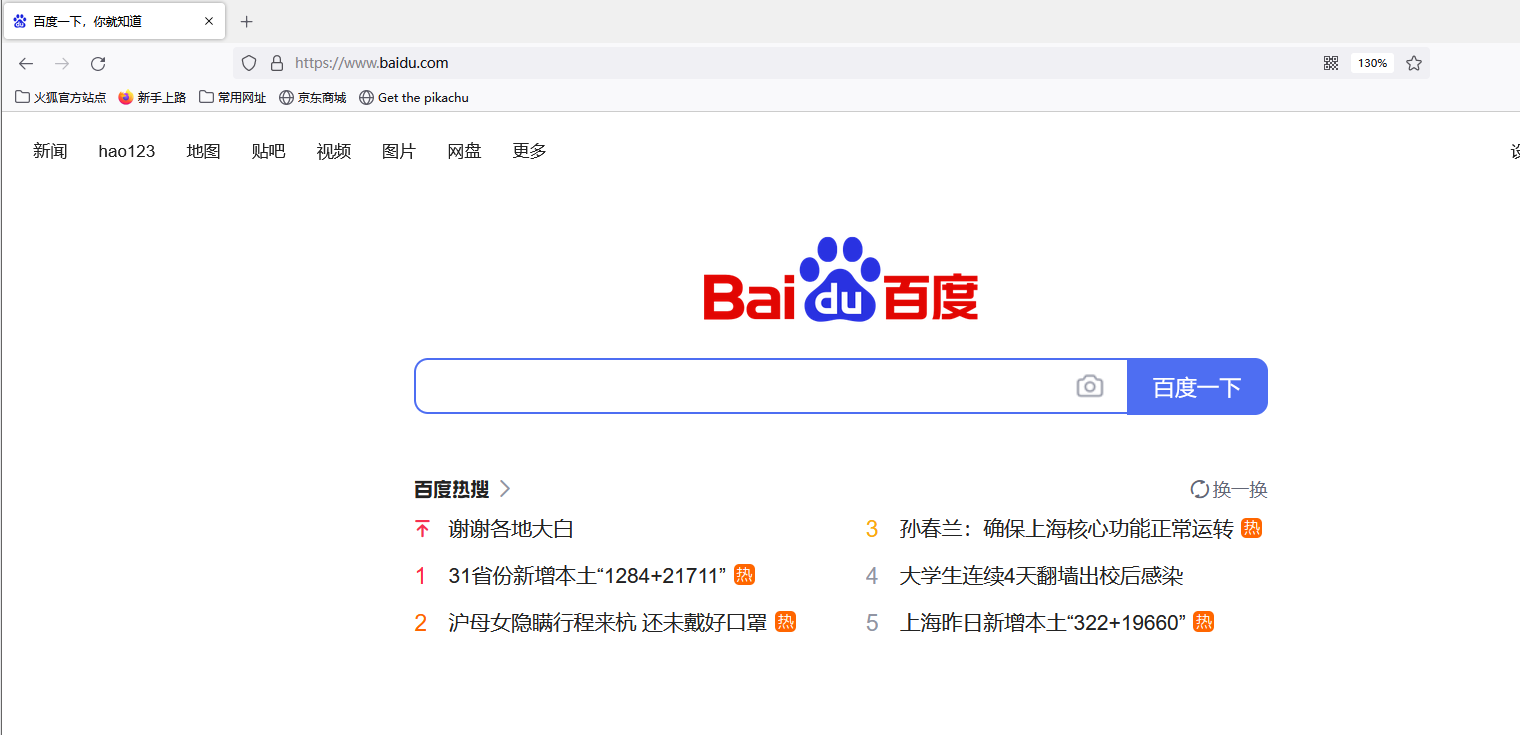 百度一下，你就知道
https://www.baidu.com
130%
火狐官方站点 新手上路 常用网址 京东商城 Get the pikachu
新闻 hao123 地图 贴吧 视频 图片 网盘 更多 设
Bai du 百度
百度一下
百度热搜 换一换
谢谢各地大白
1 31省份新增本土“1284+21711” 热
2 沪母女隐瞒行程来杭 还未戴好口罩 热
3 孙春兰：确保上海核心功能正常运转 热
4 大学生连续4天翻墙出校后感染
5 上海昨日新增本土“322+19660” 热